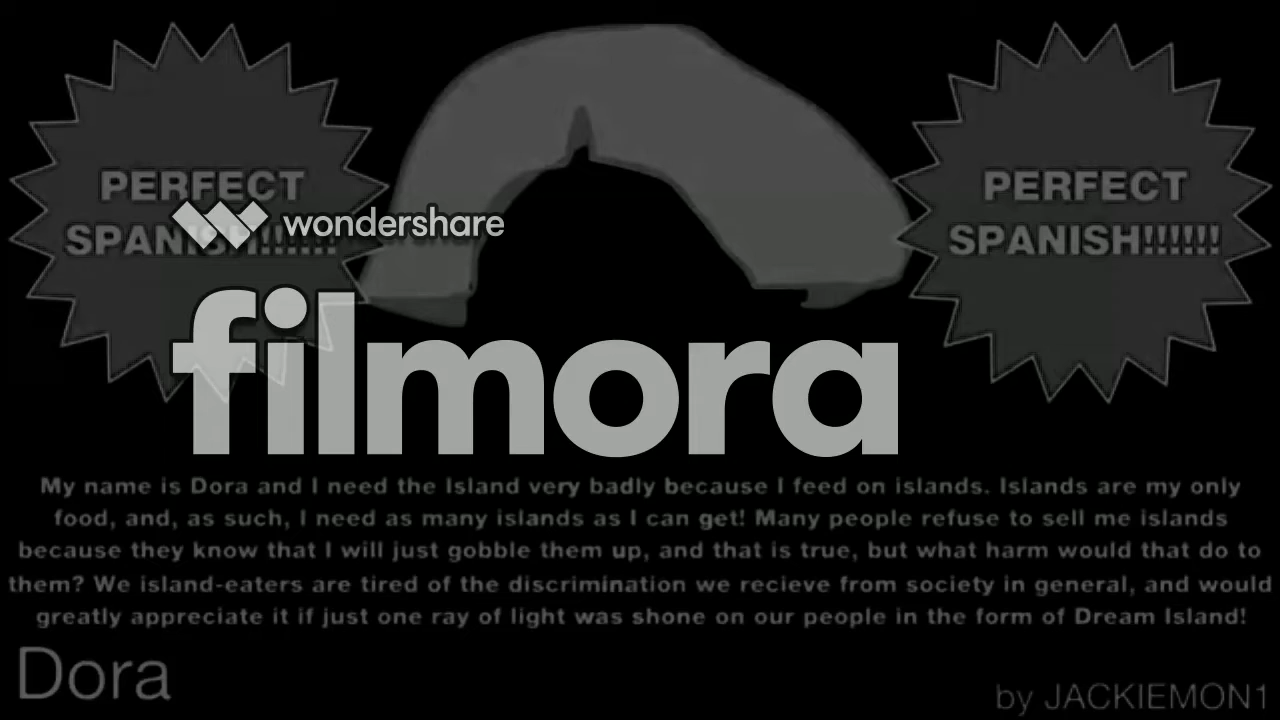 PERFECT
SPANISH!!!!!!
PERFECT
SPANISH!!!!!!
wondershare
filmora
My name is Dora and I need the Island very badly because I feed on islands. Islands are my only
food, and, as such, I need as many islands as I can get! Many people refuse to sell me islands
because they know that I will just gobble them up, and that is true, but what harm would that do to
them? We island-eaters are tired of the discrimination we recieve from society in general, and would
greatly appreciate it if just one ray of light was shone on our people in the form of Dream Island!
Dora
by JACKIEMON1